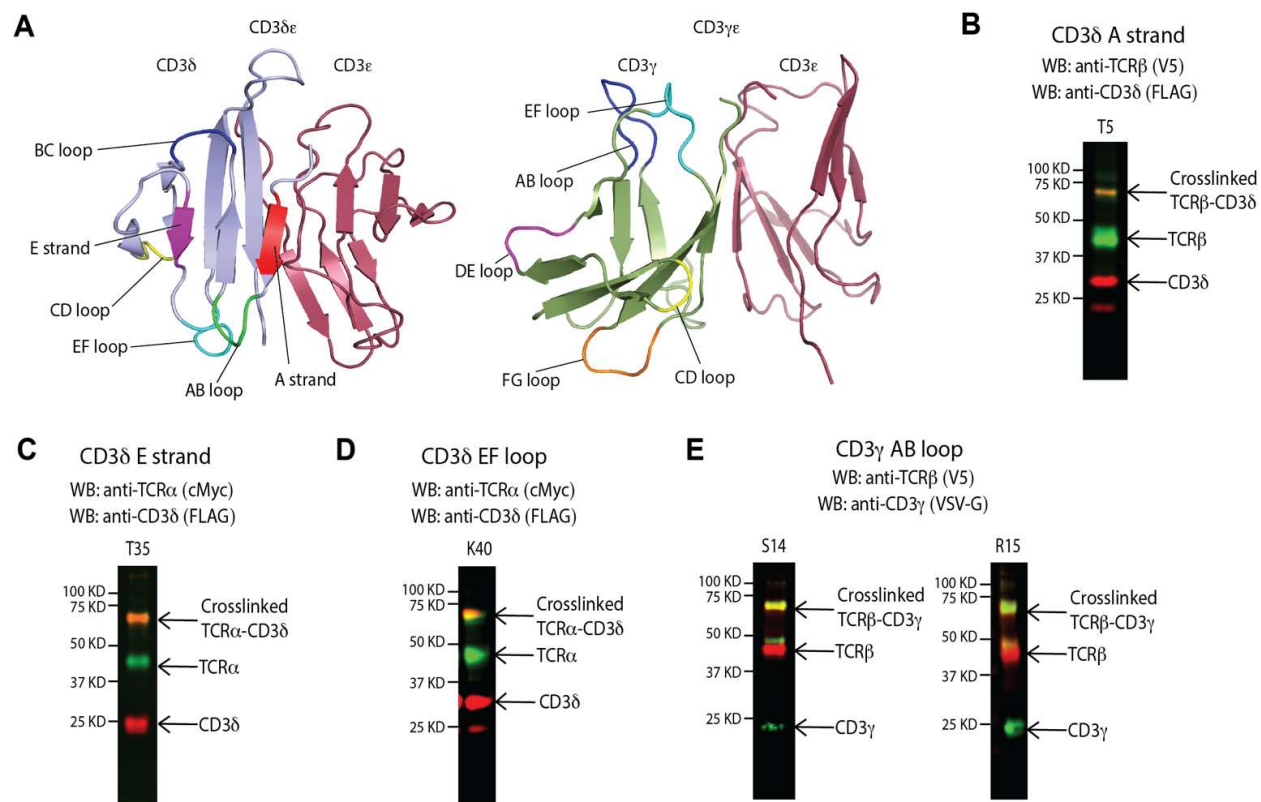 A
CD3δε
CD3δ
CD3ε
BC loop
E strand
CD loop
EF loop
AB loop
A strand
CD3γε
CD3γ
CD3ε
EF loop
AB loop
DE loop
FG loop
CD loop
B
CD3δ A strand
WB: anti-TCRβ (V5)
WB: anti-CD3δ (FLAG)
T5
100 KD
75 KD
50 KD
37 KD
25 KD
Crosslinked
TCRβ-CD3δ
TCRβ
CD3δ
C
CD3δ E strand
WB: anti-TCRα (cMyc)
WB: anti-CD3δ (FLAG)
T35
100 KD
75 KD
50 KD
37 KD
25 KD
Crosslinked
TCRα-CD3δ
TCRα
CD3δ
D
CD3δ EF loop
WB: anti-TCRα (cMyc)
WB: anti-CD3δ (FLAG)
K40
100 KD
75 KD
50 KD
37 KD
25 KD
Crosslinked
TCRα-CD3δ
TCRα
CD3δ
E
CD3γ AB loop
WB: anti-TCRβ (V5)
WB: anti-CD3γ (VSV-G)
S14
100 KD
75 KD
50 KD
37 KD
25 KD
Crosslinked
TCRβ-CD3γ
TCRβ
CD3γ
R15
100 KD
75 KD
50 KD
37 KD
25 KD
Crosslinked
TCRβ-CD3γ
TCRβ
CD3γ